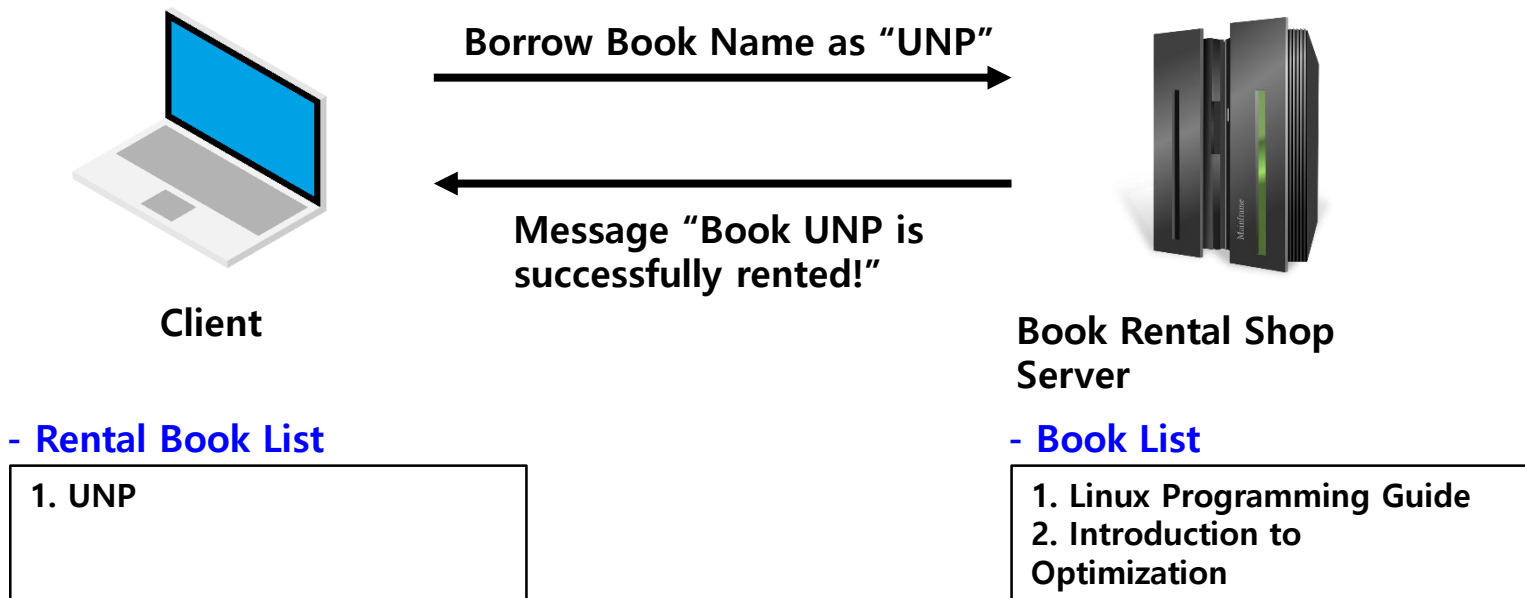 Borrow Book Name as “UNP”
Message “Book UNP is
successfully rented!”
Mainframe
Client
Book Rental Shop
Server
- Rental Book List
1. UNP
- Book List
1. Linux Programming Guide
2. Introduction to
Optimization